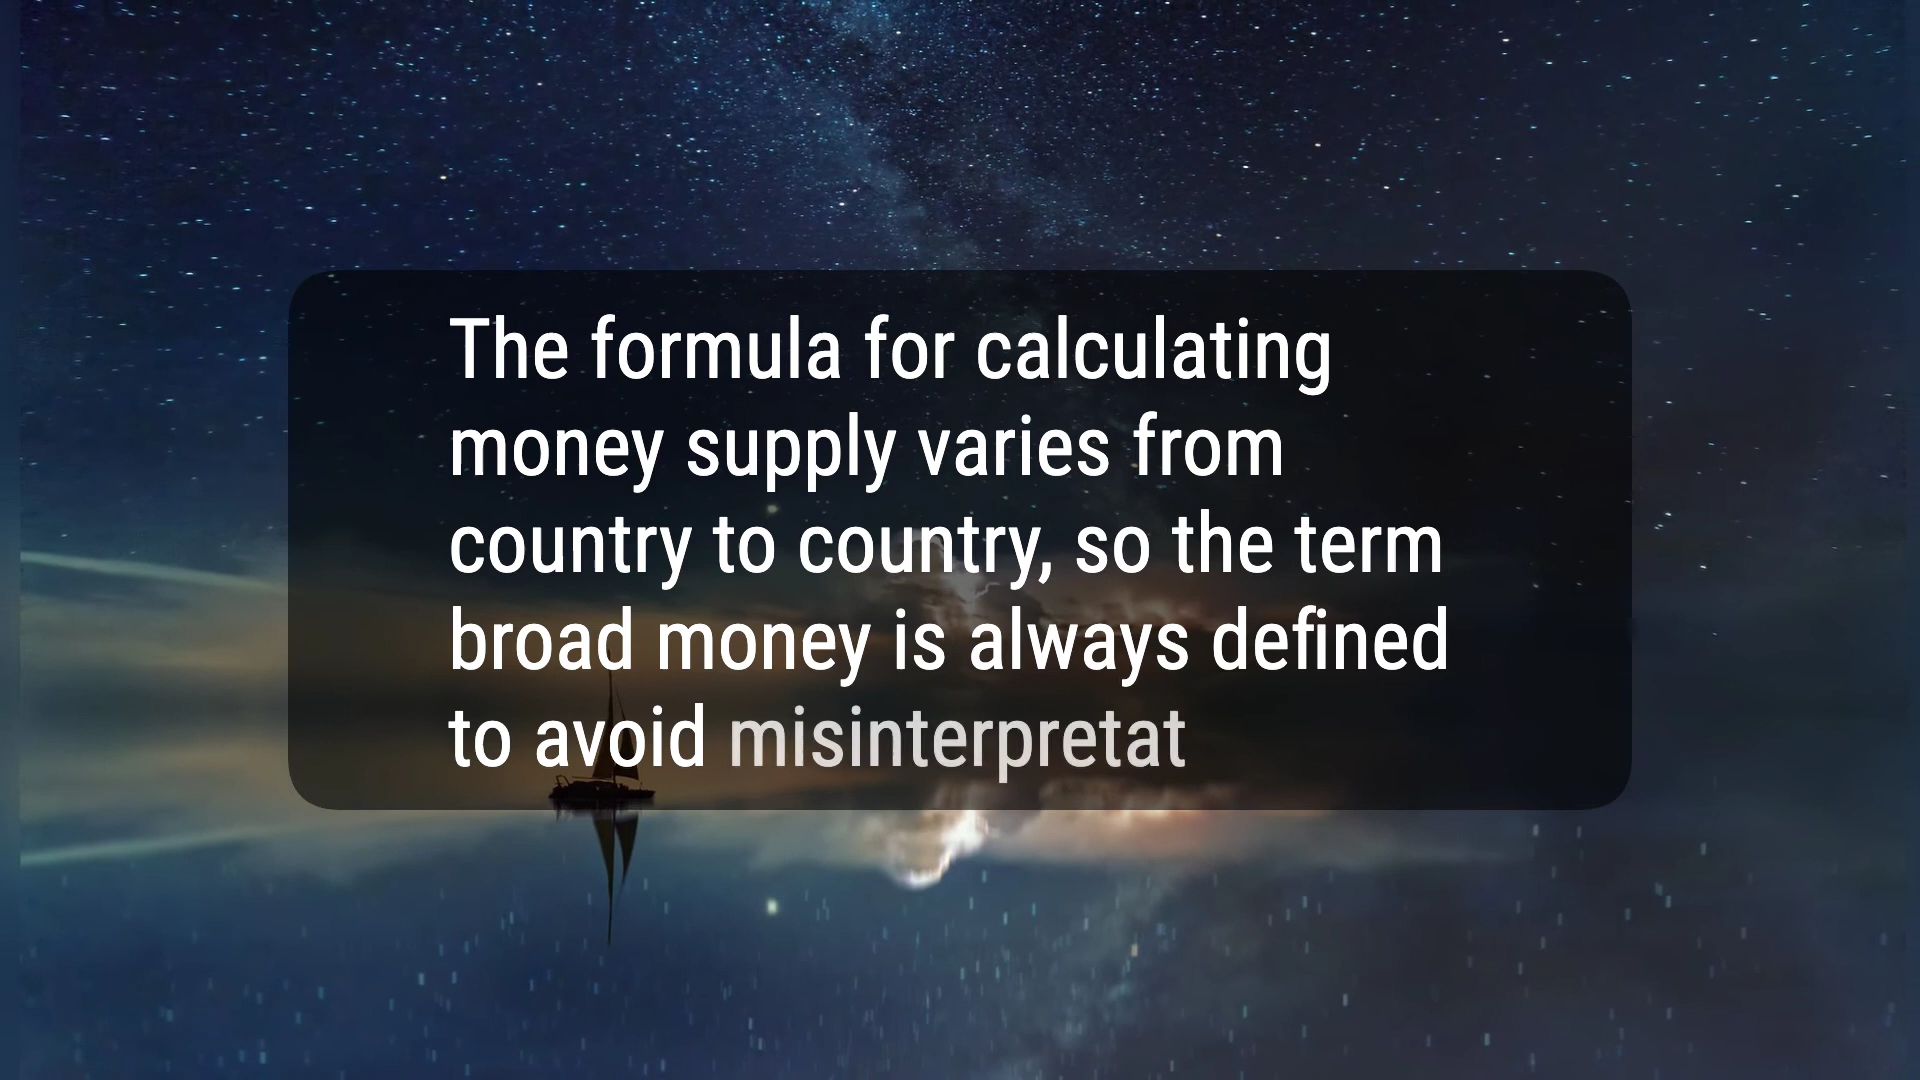 The formula for calculating
money supply varies from
country to country, so the term
broad money is always defined
to avoid misinterpretat